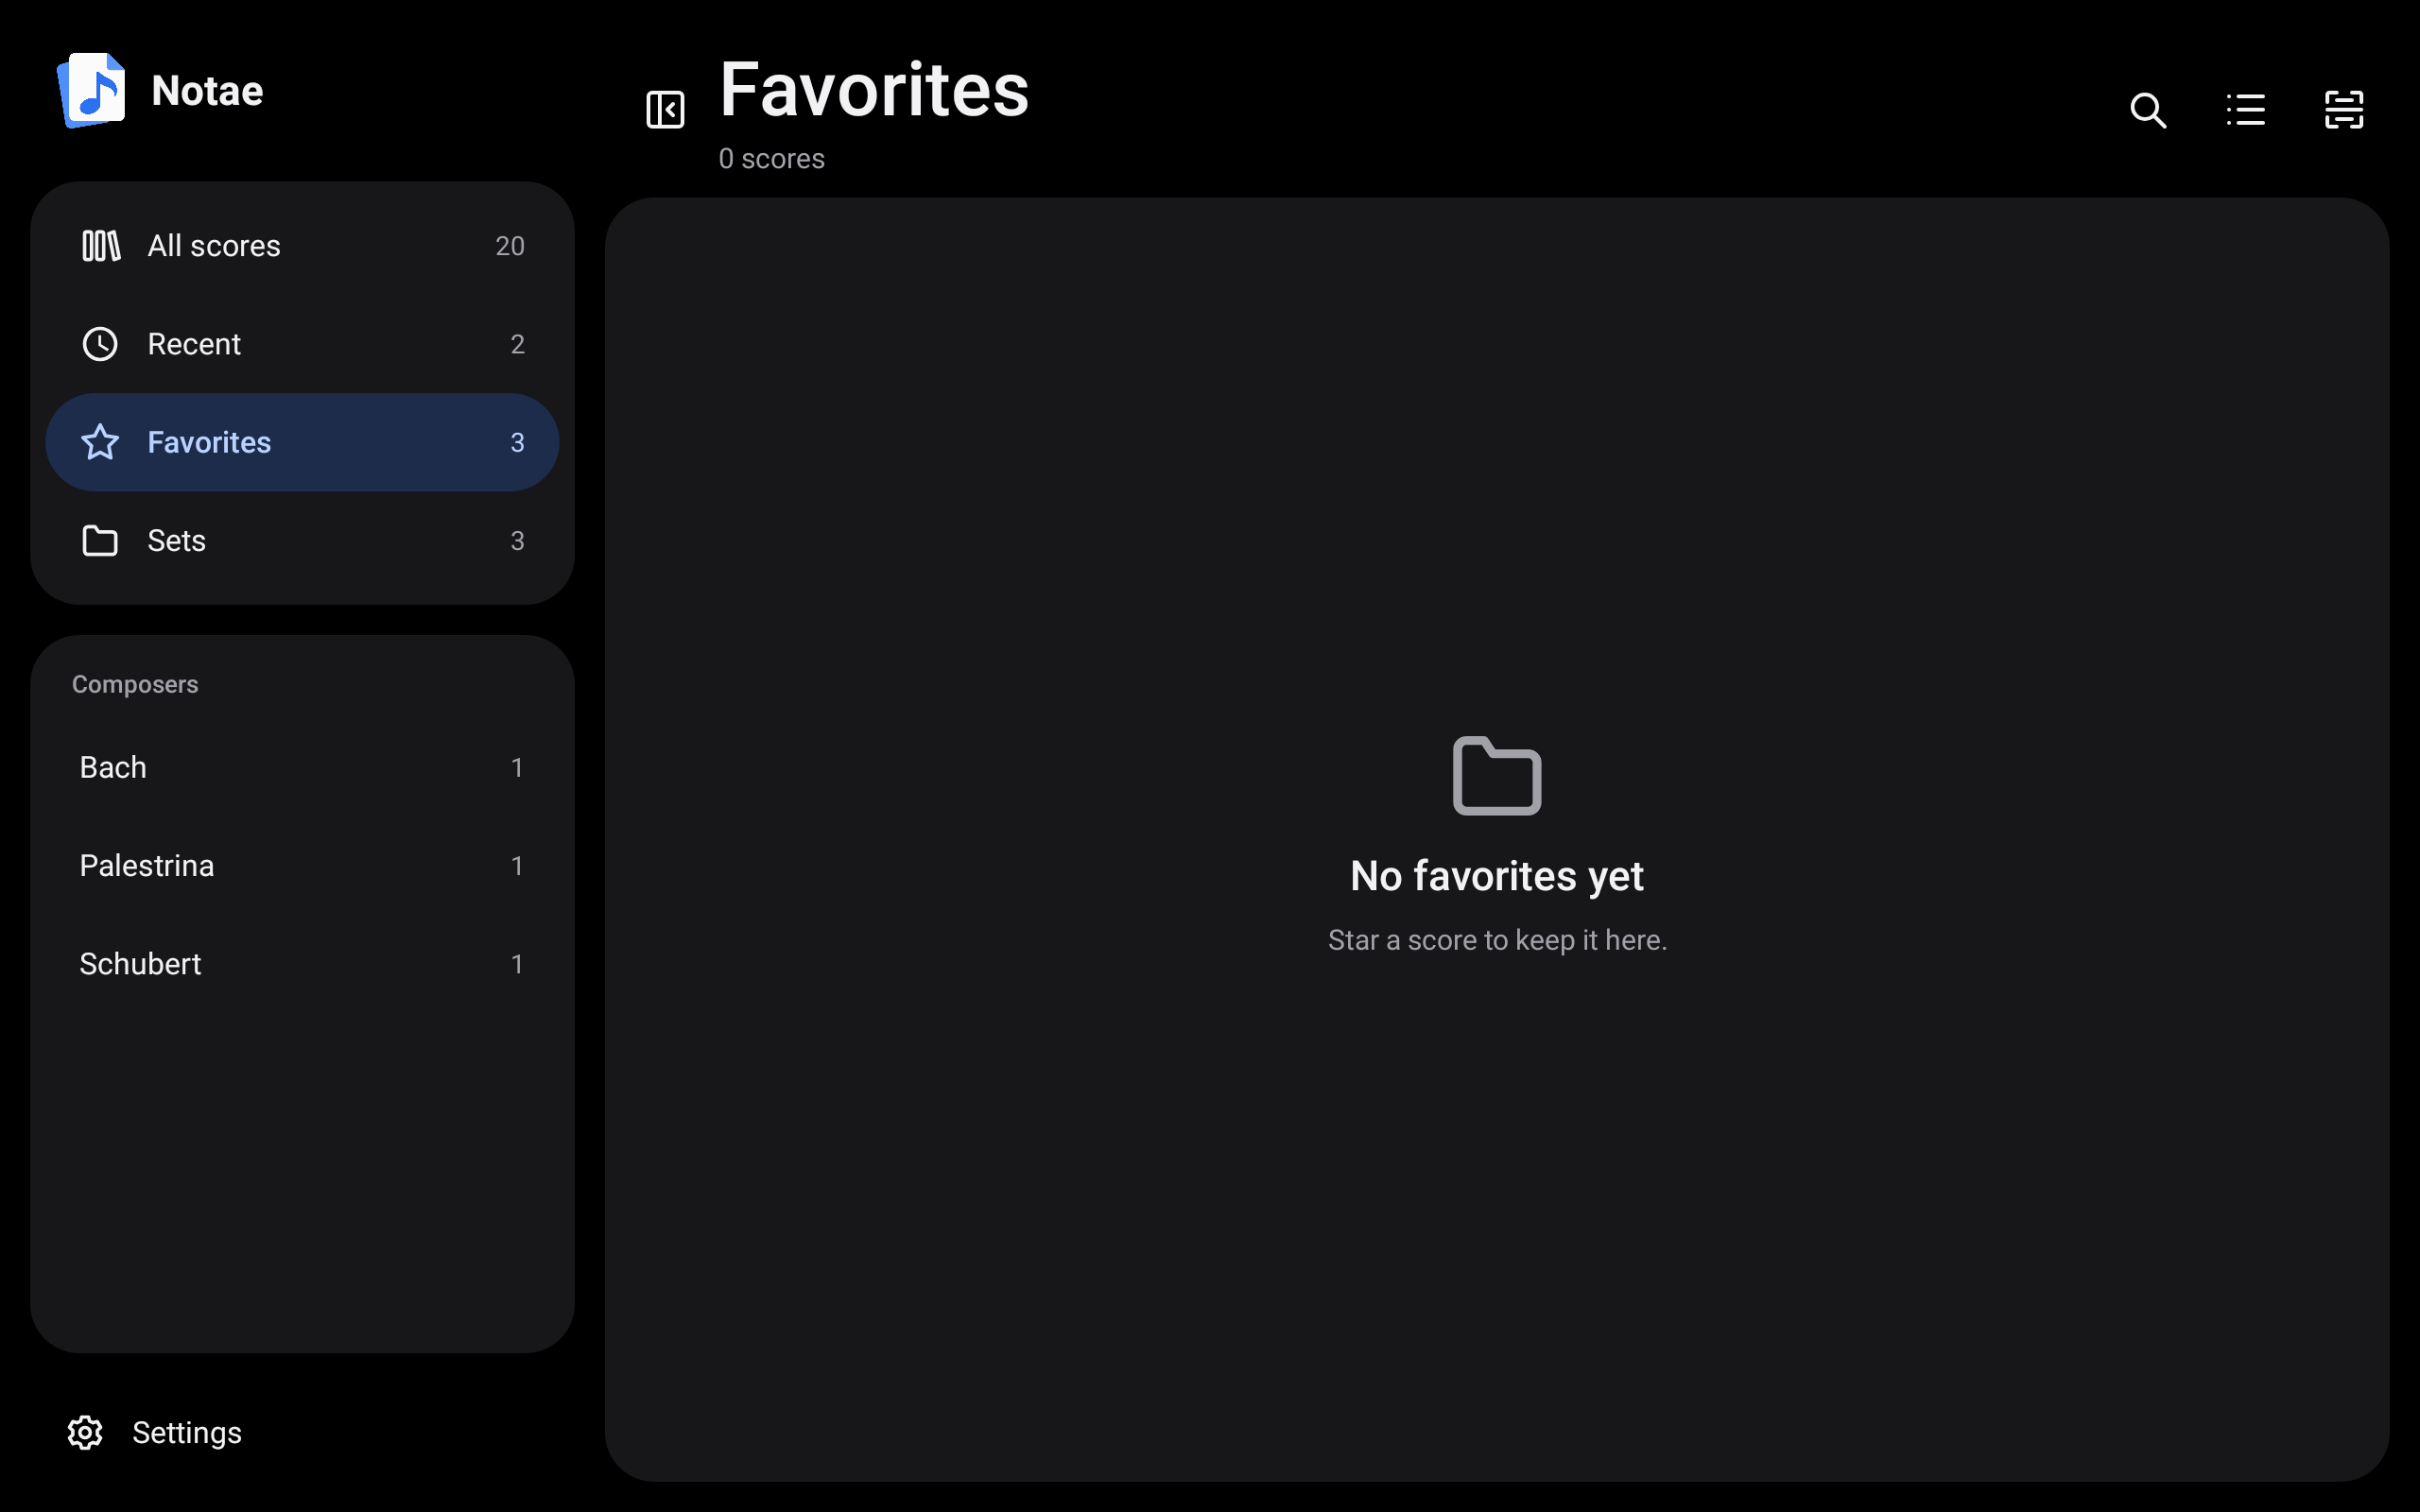 Notae
All scores 20
Recent 2
Favorites 3
Sets 3
Composers
Bach 1
Palestrina 1
Schubert 1
Settings
Favorites
0 scores
No favorites yet
Star a score to keep it here.